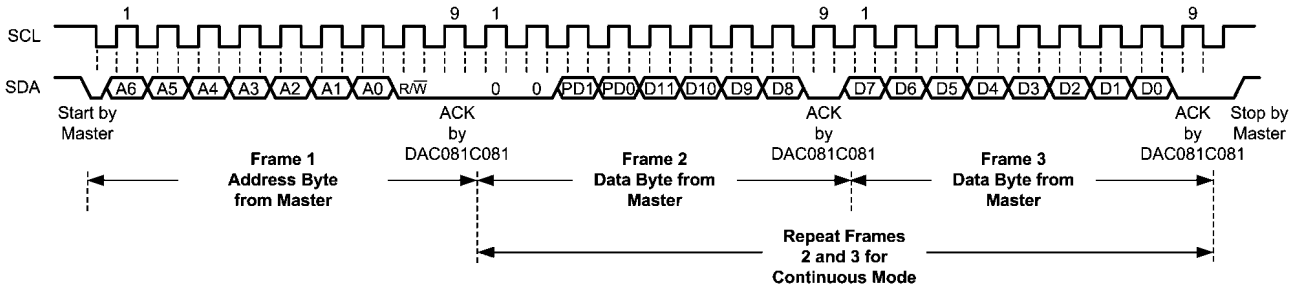 1 9 1 9 1 9
SCL
SDA A6 A5 A4 A3 A2 A1 A0 R/W 0 0 PD1 PD0 D11 D10 D9 D8 D7 D6 D5 D4 D3 D2 D1 D0
Start by
Master
ACK
by
DAC081C081
ACK
by
DAC081C081
ACK
by
DAC081C081
Stop by
Master
Frame 1
Address Byte
from Master
Frame 2
Data Byte from
Master
Frame 3
Data Byte from
Master
Repeat Frames
2 and 3 for
Continuous Mode